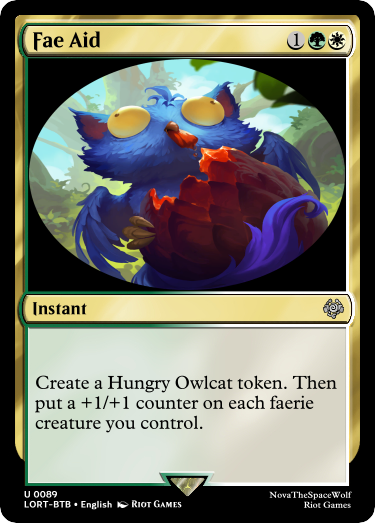 Fae Aid 1
Instant
Create a Hungry Owlcat token. Then
put a +1/+1 counter on each faerie
creature you control.
U 0089
LORT-BTB • English RIOT GAMES
NovaTheSpaceWolf
Riot Games